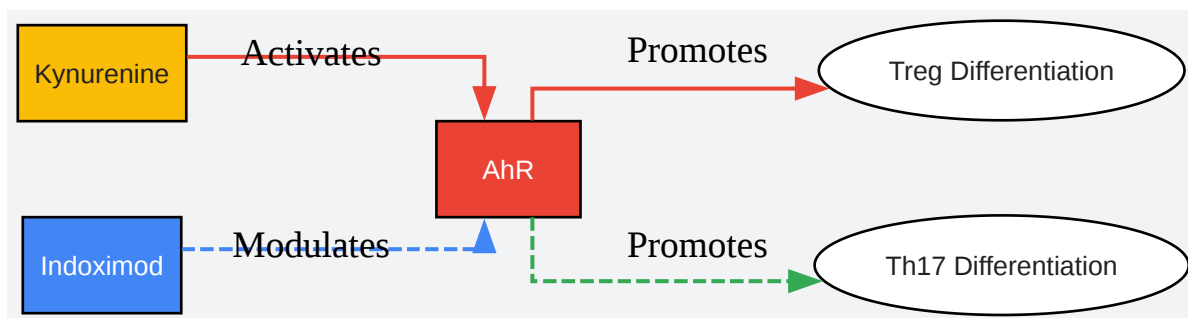 Kynurenine
Activates
Promotes
Treg Differentiation
AhR
Indoximod
Modulates
Promotes
Th17 Differentiation